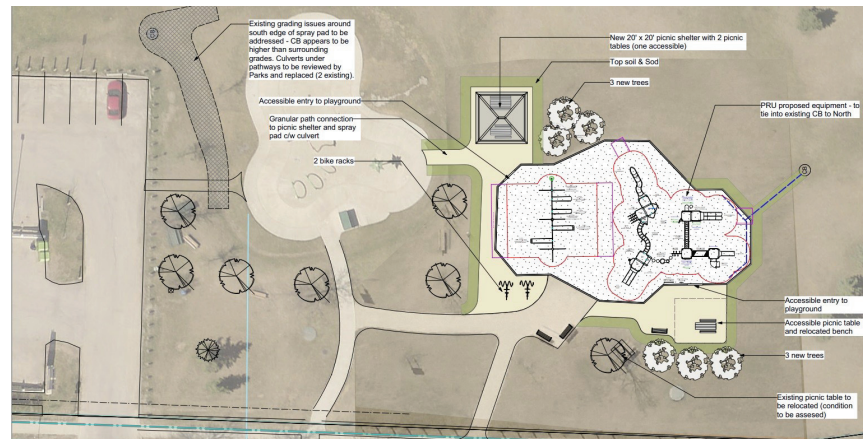 Existing grading issues around
south edge of spray pad to be
addressed - CB appears to be
higher than surrounding
grades. Culverts under
pathways to be reviewed by
Parks and replaced (2 existing).
New 20' x 20' picnic shelter with 2 picnic
tables (one accessible)
Top soil & Sod
3 new trees
Accessible entry to playground
Granular path connection
to picnic shelter and spray
pad c/w culvert
PRU proposed equipment - to
tie into existing CB to North
2 bike racks
CB
CB
Accessible entry to
playground
Accessible picnic table
and relocated bench
3 new trees
Existing picnic table to
be relocated (condition
to be assesed)